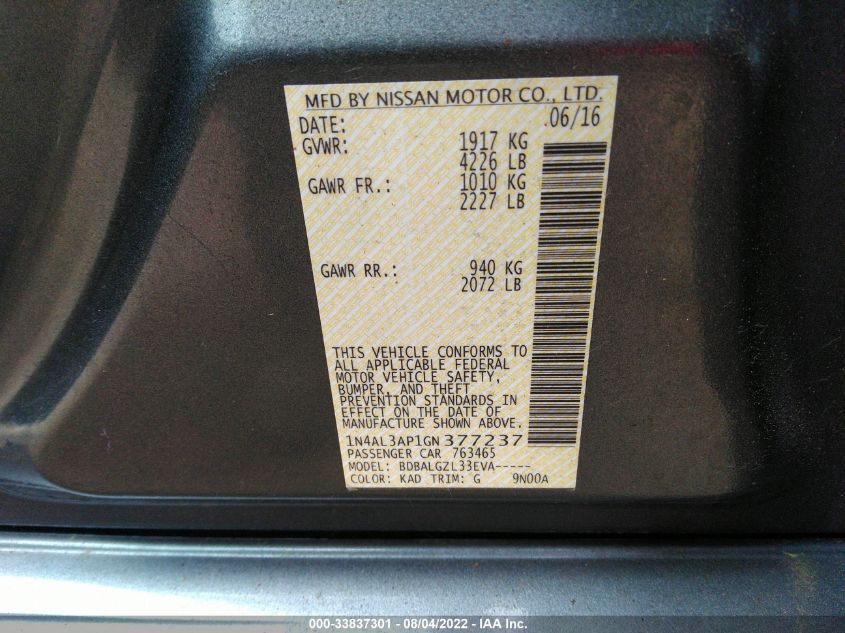 MFD BY NISSAN MOTOR CO., LTD.
DATE: 06/16
GVWR: 1917 KG
4226 LB
GAWR FR.: 1010 KG
2227 LB
GAWR RR.: 940 KG
2072 LB
THIS VEHICLE CONFORMS TO
ALL APPLICABLE FEDERAL
MOTOR VEHICLE SAFETY,
BUMPER, AND THEFT
PREVENTION STANDARDS IN
EFFECT ON THE DATE OF
MANUFACTURE SHOWN ABOVE.
1N4AL3AP1GN377237
PASSENGER CAR 763465
MODEL: BDBALGZL33EVA-----
COLOR: KAD TRIM: G 9N00A
000-33837301 - 08/04/2022 - IAA Inc.